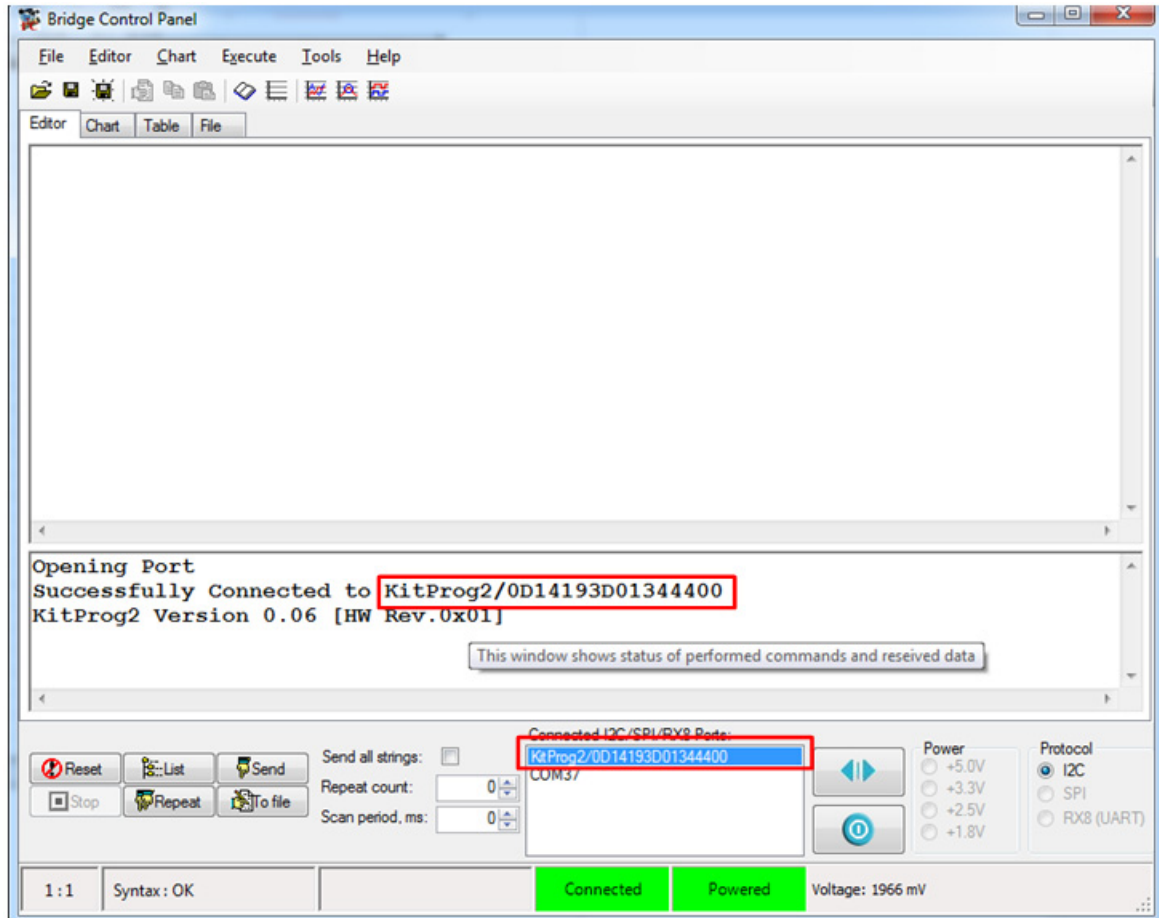 Bridge Control Panel
File Editor Chart Execute Tools Help
Editor Chart Table File
Opening Port
Successfully Connected to KitProg2/0D14193D01344400
KitProg2 Version 0.06 [HW Rev.0x01]
This window shows status of performed commands and reseived data
Connected I2C/SPI/RX8 Ports:
KitProg2/0D14193D01344400
COM37
Reset List Send
Stop Repeat To file
Send all strings:
Repeat count: 0
Scan period, ms: 0
Power
+5.0V
+3.3V
+2.5V
+1.8V
Protocol
I2C
SPI
RX8 (UART)
1:1 Syntax : OK Connected Powered Voltage: 1966 mV